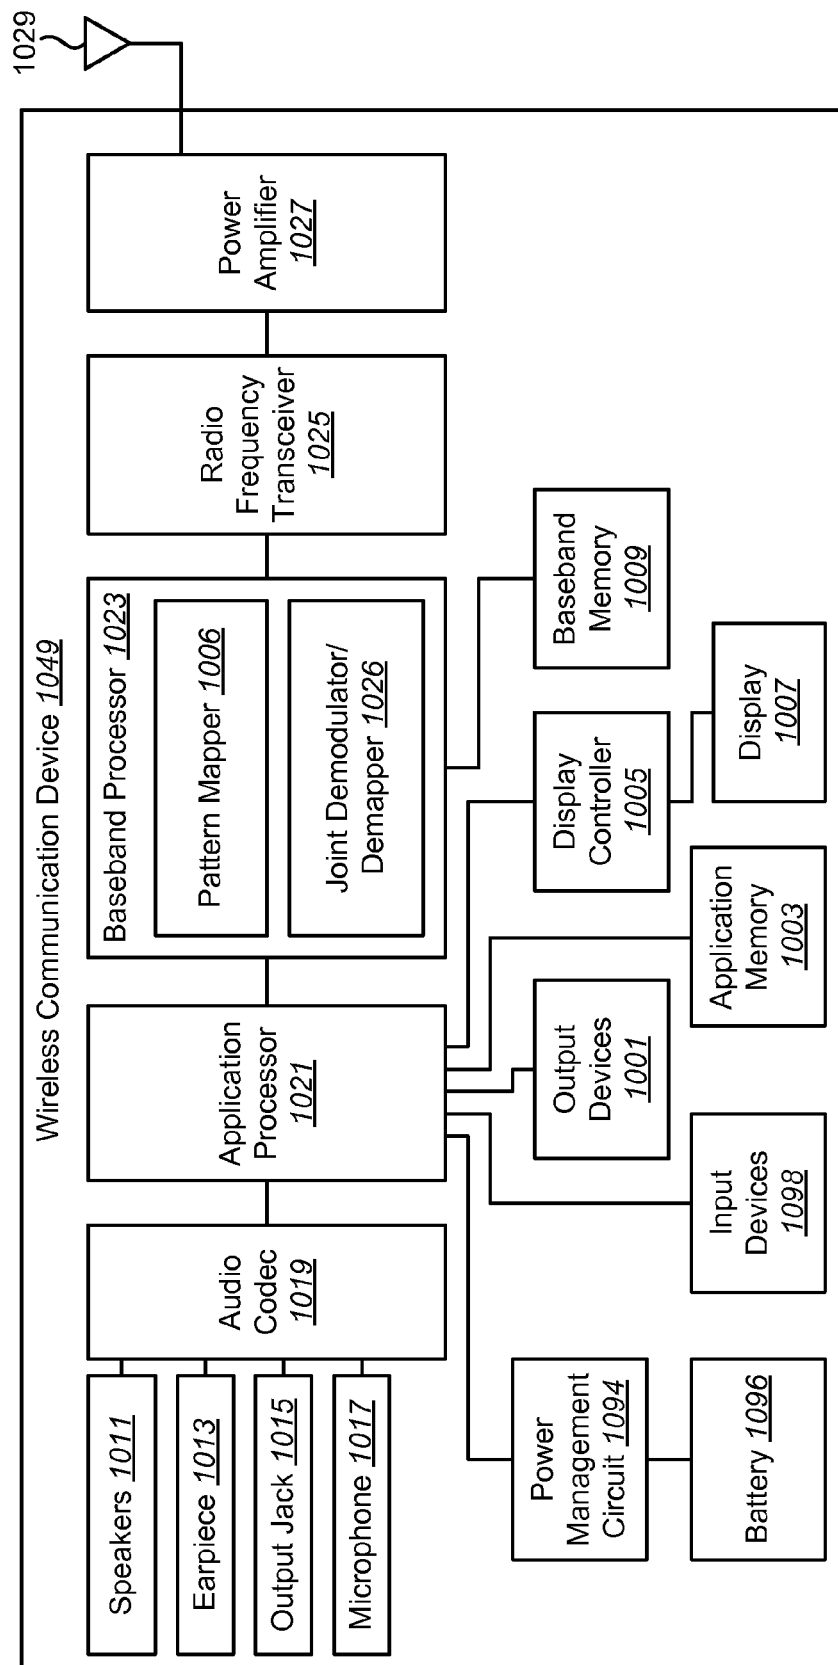 Wireless Communication Device 1049
1029
Speakers 1011
Earpiece 1013
Output Jack 1015
Microphone 1017
Audio
Codec
1019
Application
Processor
1021
Baseband Processor 1023
Pattern Mapper 1006
Joint Demodulator/
Demapper 1026
Radio
Frequency
Transceiver
1025
Power
Amplifier
1027
Power
Management
Circuit 1094
Battery 1096
Input
Devices
1098
Output
Devices
1001
Application
Memory
1003
Display
Controller
1005
Display
1007
Baseband
Memory
1009